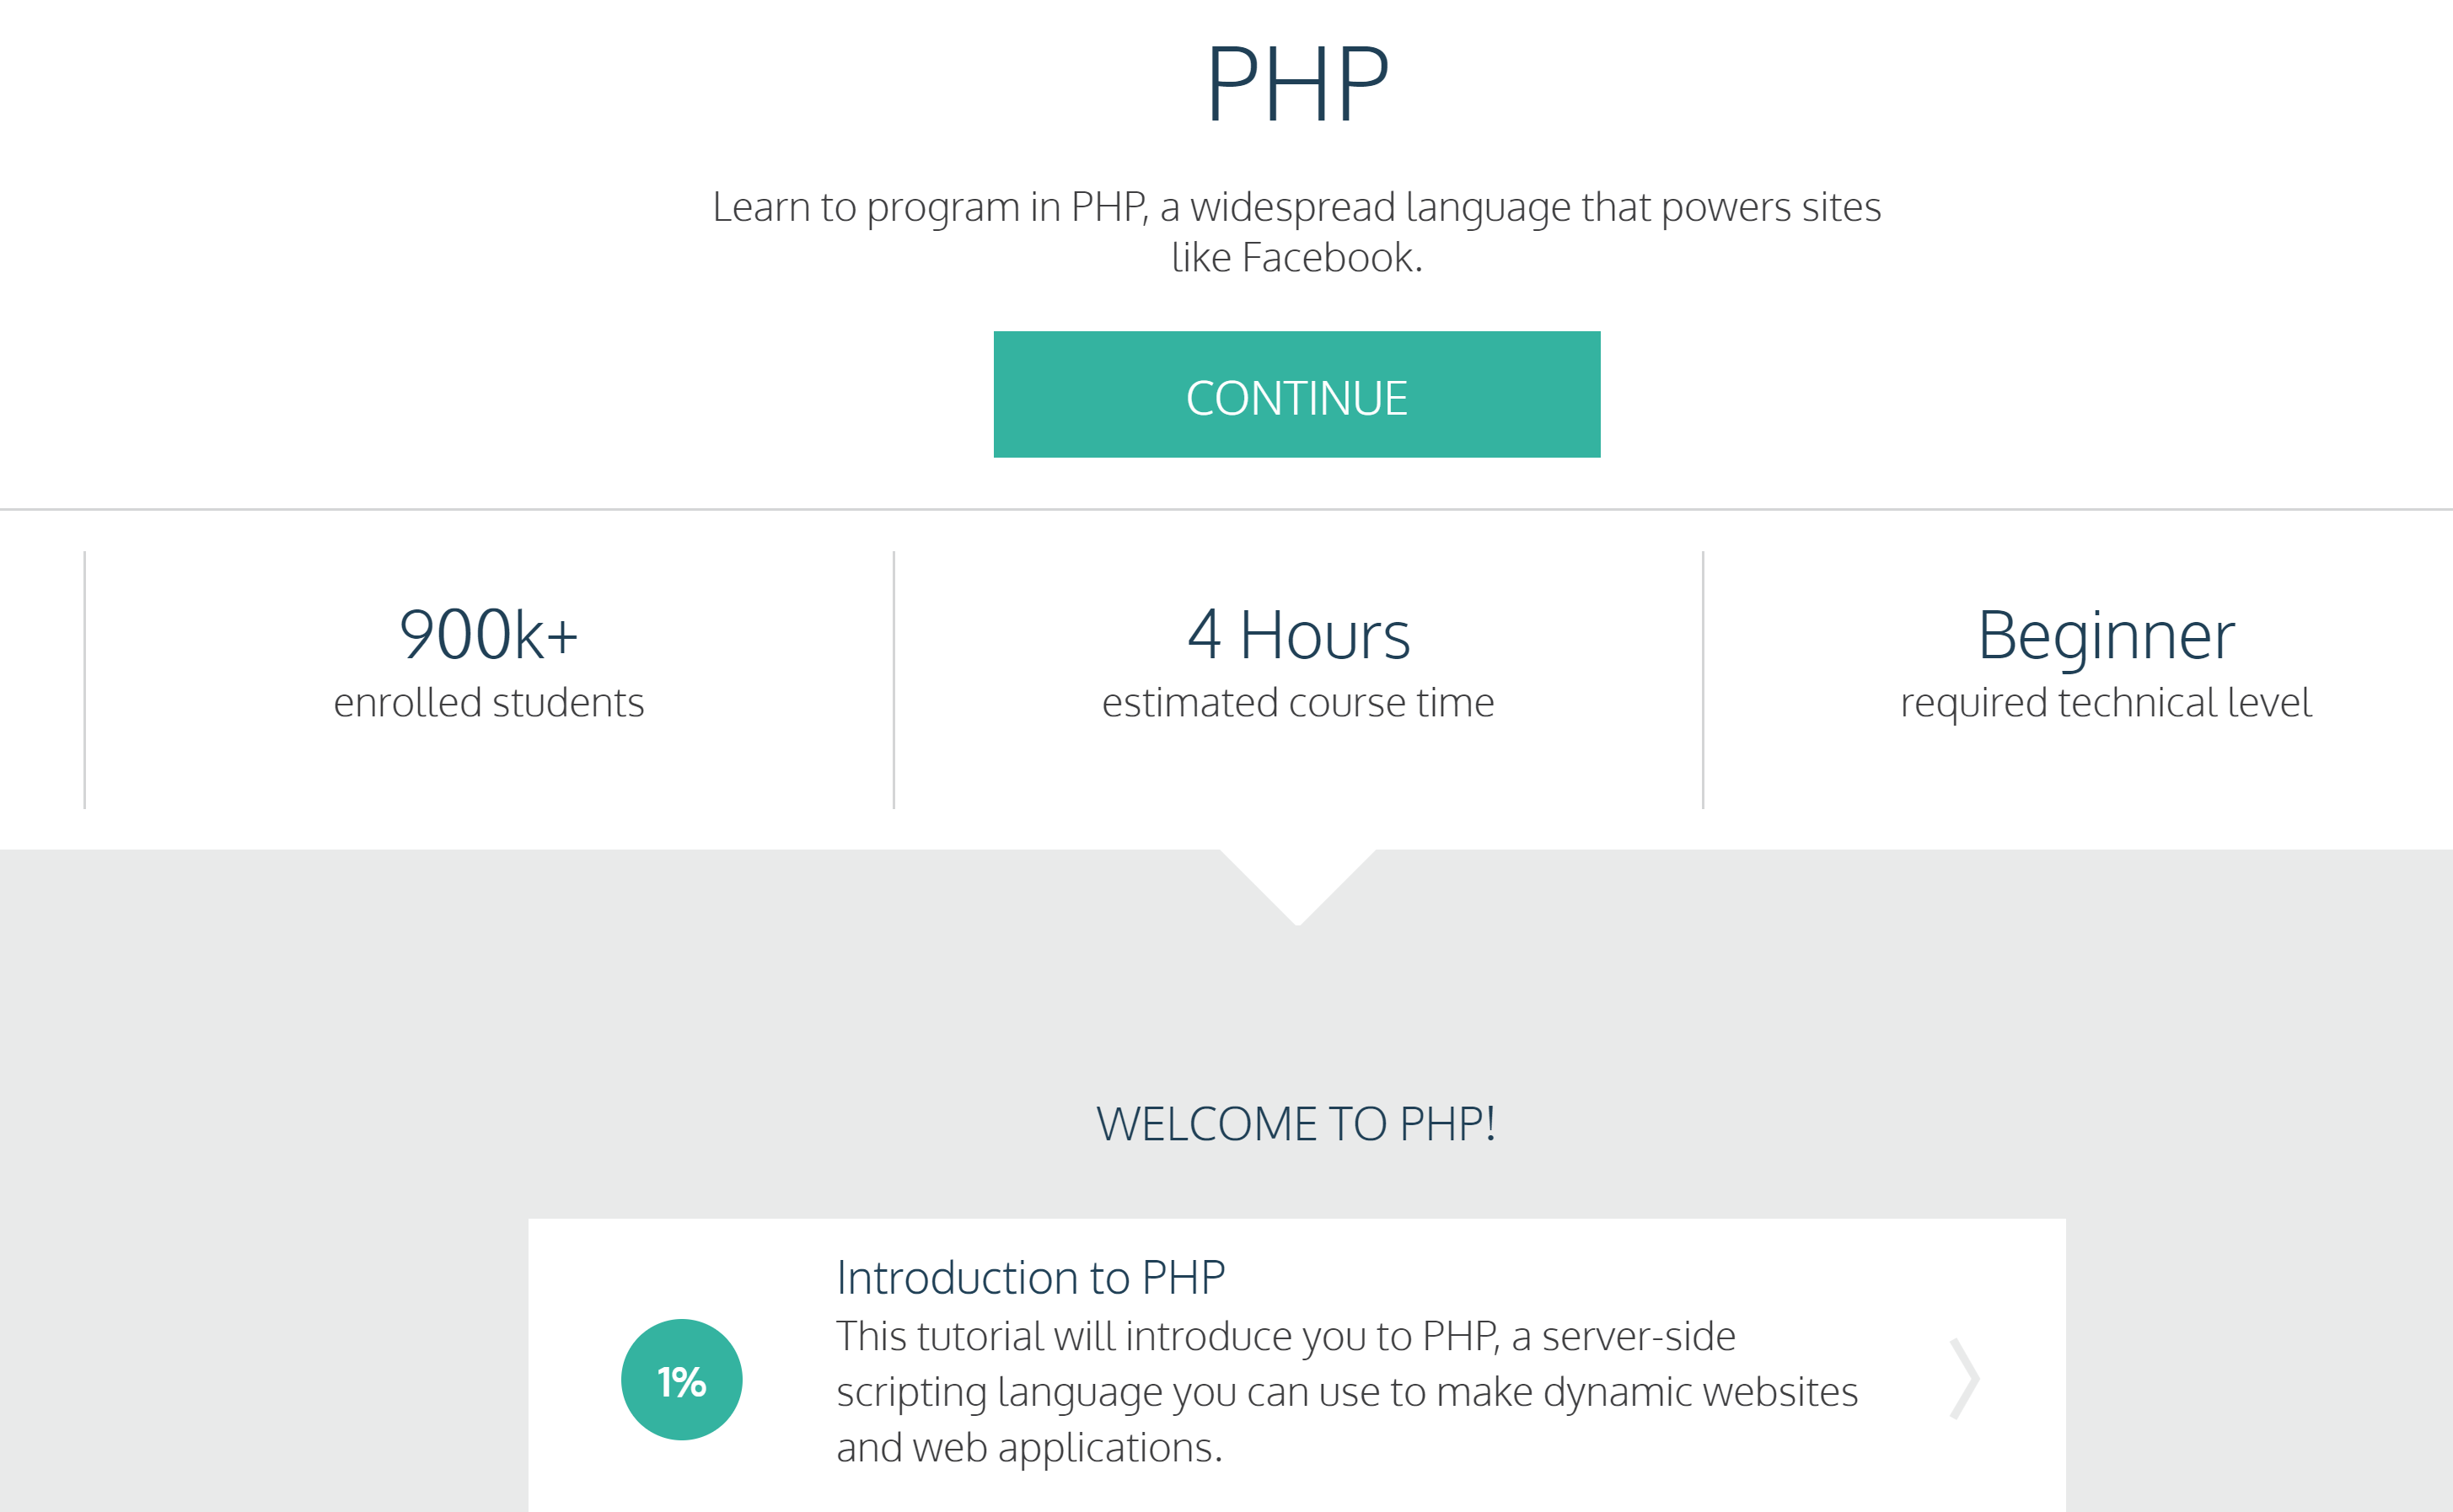 PHP
Learn to program in PHP, a widespread language that powers sites
like Facebook.
CONTINUE
900k+
enrolled students
4 Hours
estimated course time
Beginner
required technical level
WELCOME TO PHP!
Introduction to PHP
This tutorial will introduce you to PHP, a server-side
scripting language you can use to make dynamic websites
and web applications.
1%